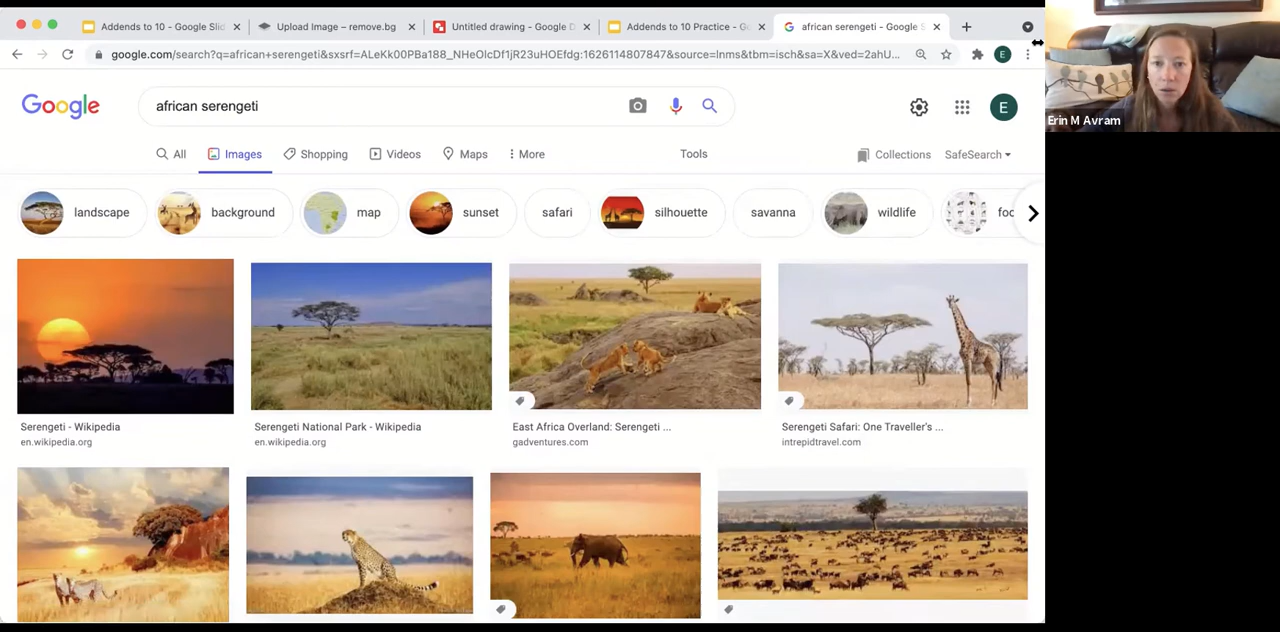 Addends to 10 - Google Slid
Upload Image – remove.bg
Untitled drawing - Google D
Addends to 10 Practice - Go
african serengeti - Google S
google.com/search?q=african+serengeti&sxsrf=ALeKk00PBa188_NHeOlcDf1jR23uHOEfdg:1626114807847&source=lnms&tbm=isch&sa=X&ved=2ahU...
E
Erin M Avram
Google
african serengeti
E
All
Images
Shopping
Videos
Maps
More
Tools
Collections
SafeSearch
landscape
background
map
sunset
safari
silhouette
savanna
wildlife
foo
Serengeti - Wikipedia
en.wikipedia.org
Serengeti National Park - Wikipedia
en.wikipedia.org
East Africa Overland: Serengeti ...
gadventures.com
Serengeti Safari: One Traveller's ...
intrepidtravel.com